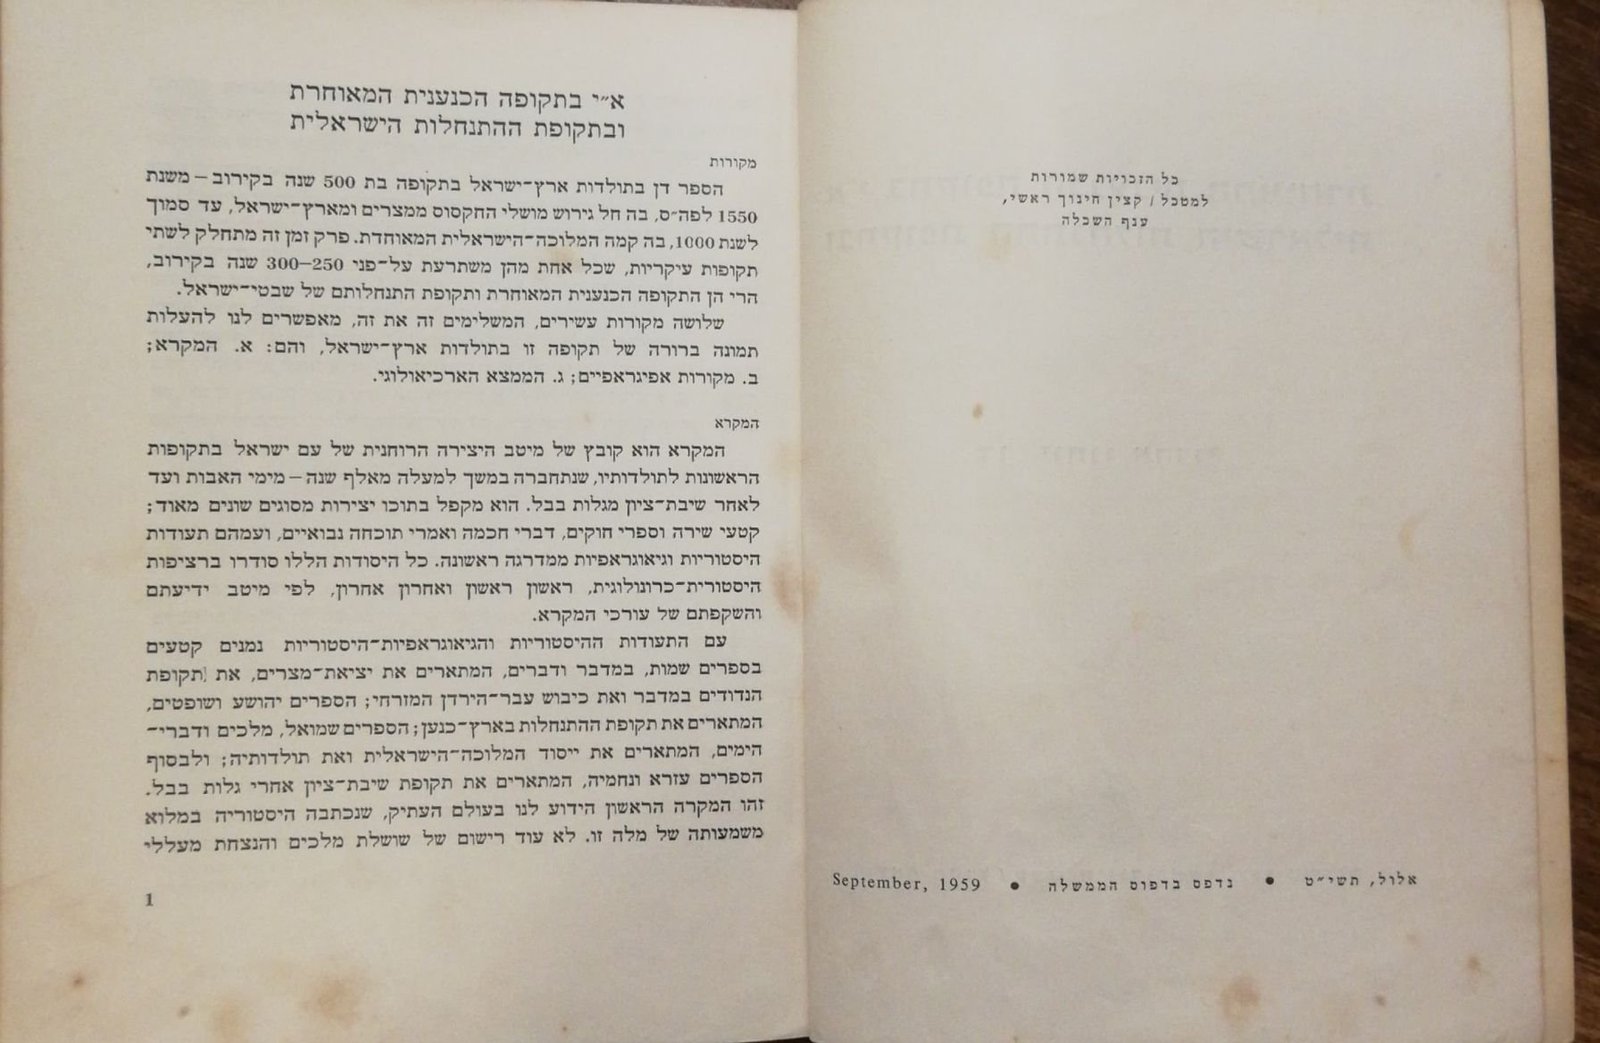 כל הזכויות שמורות
למטכל / קצין חינוך ראשי,
ענף השכלה
אלול, תשי״ט • נדפס בדפוס הממשלה • September, 1959
א״י בתקופה הכנענית המאוחרת
ובתקופת ההתנחלות הישראלית
מקורות
הספר דן בתולדות ארץ־ישראל בתקופה בת 500 שנה בקירוב – משנת
1550 לפה״ס, בה חל גירוש מושלי החקסוס ממצרים ומארץ־ישראל, עד סמוך
לשנת 1000, בה קמה המלוכה־הישראלית המאוחדת. פרק זמן זה מתחלק לשתי
תקופות עיקריות, שכל אחת מהן משתרעת על־פני 250–300 שנה בקירוב,
הרי הן התקופה הכנענית המאוחרת ותקופת התנחלותם של שבטי־ישראל.
שלושה מקורות עשירים, המשלימים זה את זה, מאפשרים לנו להעלות
תמונה ברורה של תקופה זו בתולדות ארץ־ישראל, והם: א. המקרא;
ב. מקורות אפיגראפיים; ג. הממצא הארכיאולוגי.
המקרא
המקרא הוא קובץ של מיטב היצירה הרוחנית של עם ישראל בתקופות
הראשונות לתולדותיו, שנתחברה במשך למעלה מאלף שנה – מימי האבות ועד
לאחר שיבת־ציון מגלות בבל. הוא מקפל בתוכו יצירות מסוגים שונים מאוד;
קטעי שירה וספרי חוקים, דברי חכמה ואמרי תוכחה נבואיים, ועמהם תעודות
היסטוריות וגיאוגראפיות ממדרגה ראשונה. כל היסודות הללו סודרו ברציפות
היסטורית־כרונולוגית, ראשון ראשון ואחרון אחרון, לפי מיטב ידיעתם
והשקפתם של עורכי המקרא.
עם התעודות ההיסטוריות והגיאוגראפיות־היסטוריות נמנים קטעים
בספרים שמות, במדבר ודברים, המתארים את יציאת־מצרים, את תקופת
הנדודים במדבר ואת כיבוש עבר־הירדן המזרחי; הספרים יהושע ושופטים,
המתארים את תקופת ההתנחלות בארץ־כנען; הספרים שמואל, מלכים ודברי־
הימים, המתארים את ייסוד המלוכה־הישראלית ואת תולדותיה; ולבסוף
הספרים עזרא ונחמיה, המתארים את תקופת שיבת־ציון אחרי גלות בבל.
זהו המקרה הראשון הידוע לנו בעולם העתיק, שנכתבה היסטוריה במלוא
משמעותה של מלה זו. לא עוד רישום של שושלת מלכים והנצחת מעללי
1